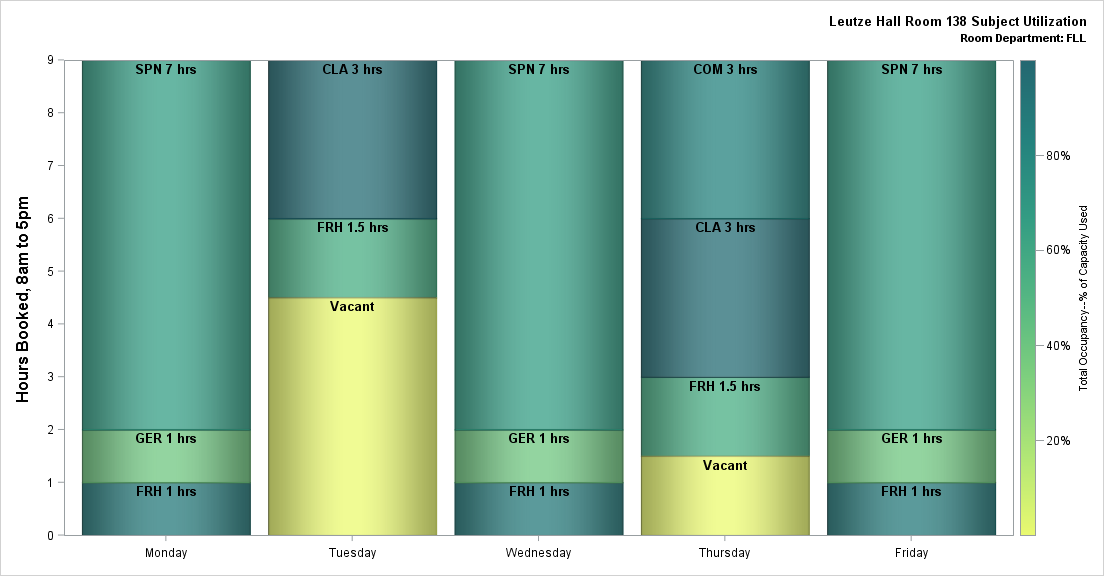 Leutze Hall Room 138 Subject Utilization
Room Department: FLL
Hours Booked, 8am to 5pm
9
8
7
6
5
4
3
2
1
0
SPN 7 hrs
GER 1 hrs
FRH 1 hrs
Monday
CLA 3 hrs
FRH 1.5 hrs
Vacant
Tuesday
SPN 7 hrs
GER 1 hrs
FRH 1 hrs
Wednesday
COM 3 hrs
CLA 3 hrs
FRH 1.5 hrs
Vacant
Thursday
SPN 7 hrs
GER 1 hrs
FRH 1 hrs
Friday
80%
60%
40%
20%
Total Occupancy--% of Capacity Used